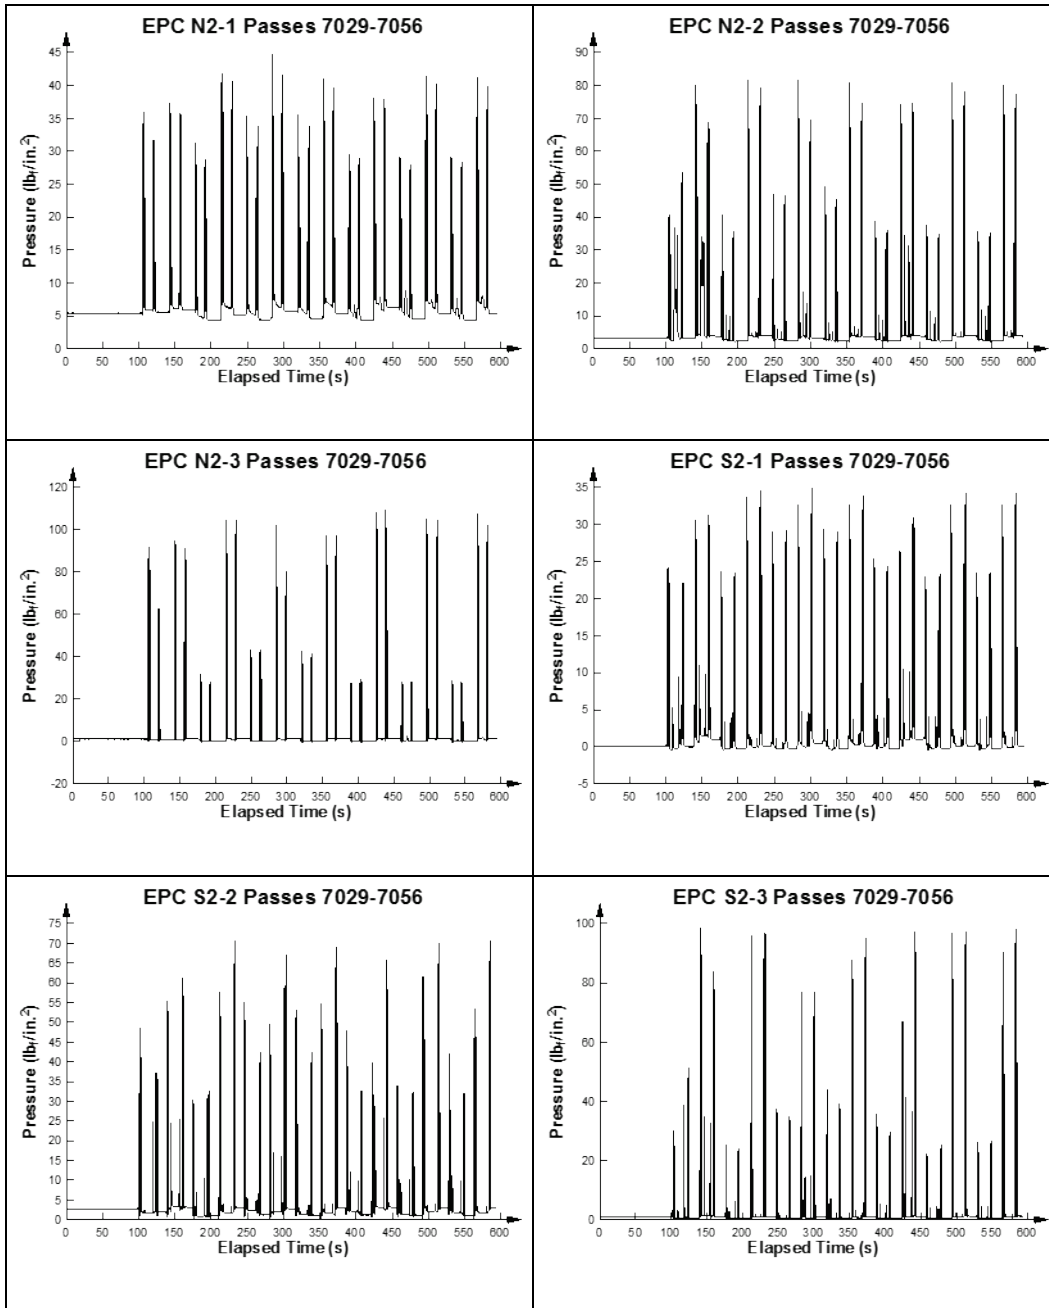 EPC N2-1 Passes 7029-7056
45
40
35
30
25
20
15
10
5
0
Pressure (lbf/in.²)
0 50 100 150 200 250 300 350 400 450 500 550 600
Elapsed Time (s)
EPC N2-2 Passes 7029-7056
90
80
70
60
50
40
30
20
10
0
Pressure (lbf/in.²)
0 50 100 150 200 250 300 350 400 450 500 550 600
Elapsed Time (s)
EPC N2-3 Passes 7029-7056
120
100
80
60
40
20
0
-20
Pressure (lbf/in.²)
0 50 100 150 200 250 300 350 400 450 500 550 600
Elapsed Time (s)
EPC S2-1 Passes 7029-7056
35
30
25
20
15
10
5
0
-5
Pressure (lbf/in.²)
0 50 100 150 200 250 300 350 400 450 500 550 600
Elapsed Time (s)
EPC S2-2 Passes 7029-7056
75
70
65
60
55
50
45
40
35
30
25
20
15
10
5
0
Pressure (lbf/in.²)
0 50 100 150 200 250 300 350 400 450 500 550 600
Elapsed Time (s)
EPC S2-3 Passes 7029-7056
100
80
60
40
20
0
Pressure (lbf/in.²)
0 50 100 150 200 250 300 350 400 450 500 550 600
Elapsed Time (s)